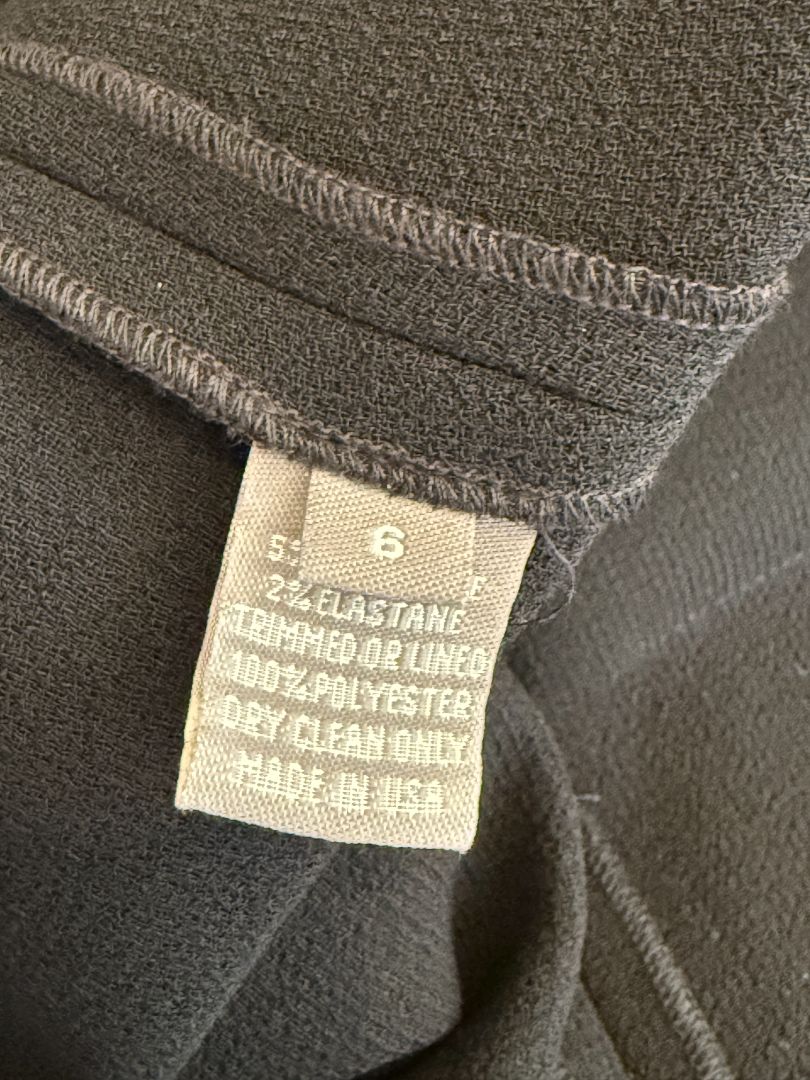 6
2% ELASTANE
TRIMMED OR LINED
100% POLYESTER
DRY CLEAN ONLY
MADE IN USA